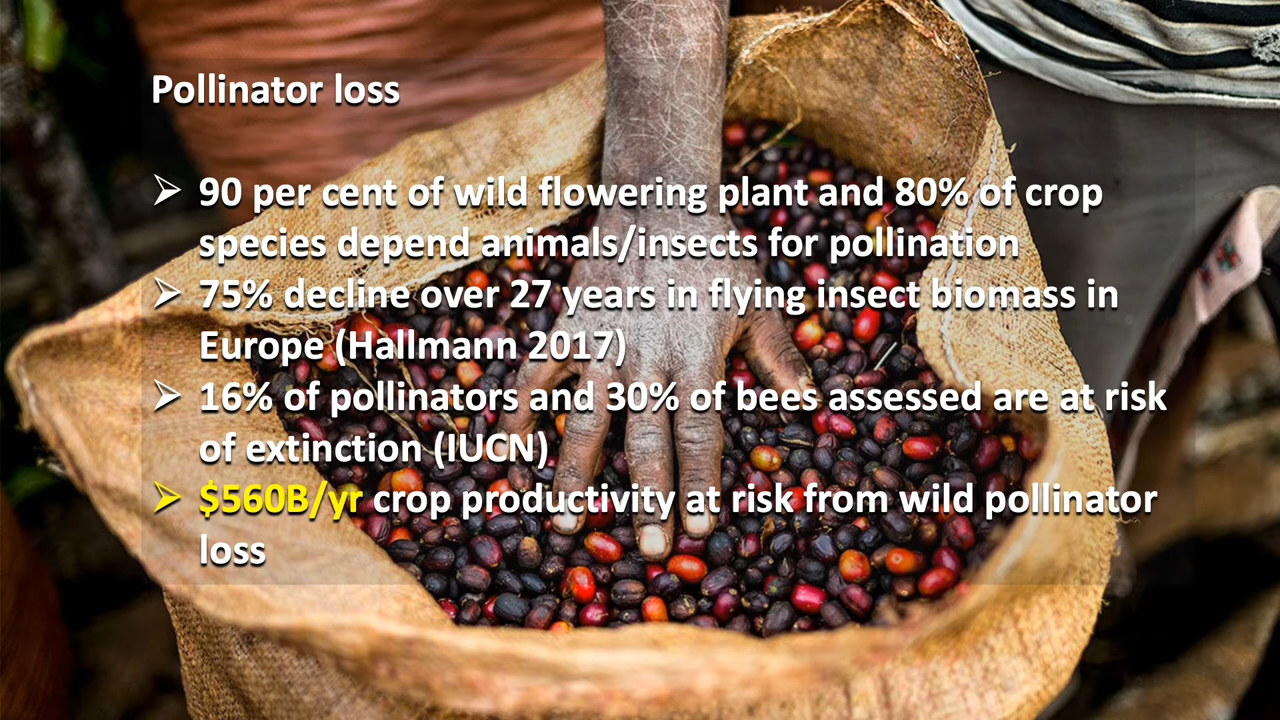 Pollinator loss
➢ 90 per cent of wild flowering plant and 80% of crop
species depend animals/insects for pollination
➢ 75% decline over 27 years in flying insect biomass in
Europe (Hallmann 2017)
➢ 16% of pollinators and 30% of bees assessed are at risk
of extinction (IUCN)
➢ $560B/yr crop productivity at risk from wild pollinator
loss